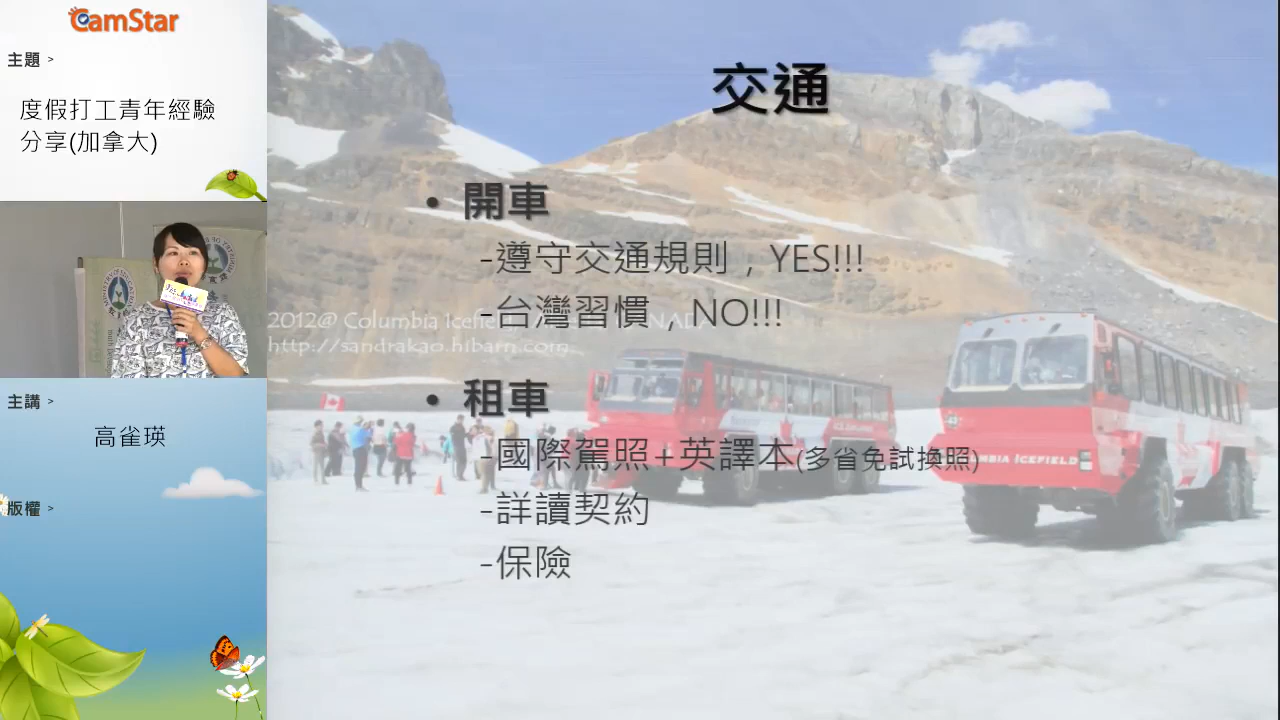 CamStar
主題 >
度假打工青年經驗
分享(加拿大)
主講 >
高雀瑛
版權 >
交通
• 開車
-遵守交通規則，YES!!!
-台灣習慣，NO!!!
2012@ Columbia Icefield
http://sandrakao.hibarn.com
• 租車
-國際駕照+英譯本(多省免試換照)
-詳讀契約
-保險
COLUMBIA ICEFIELD